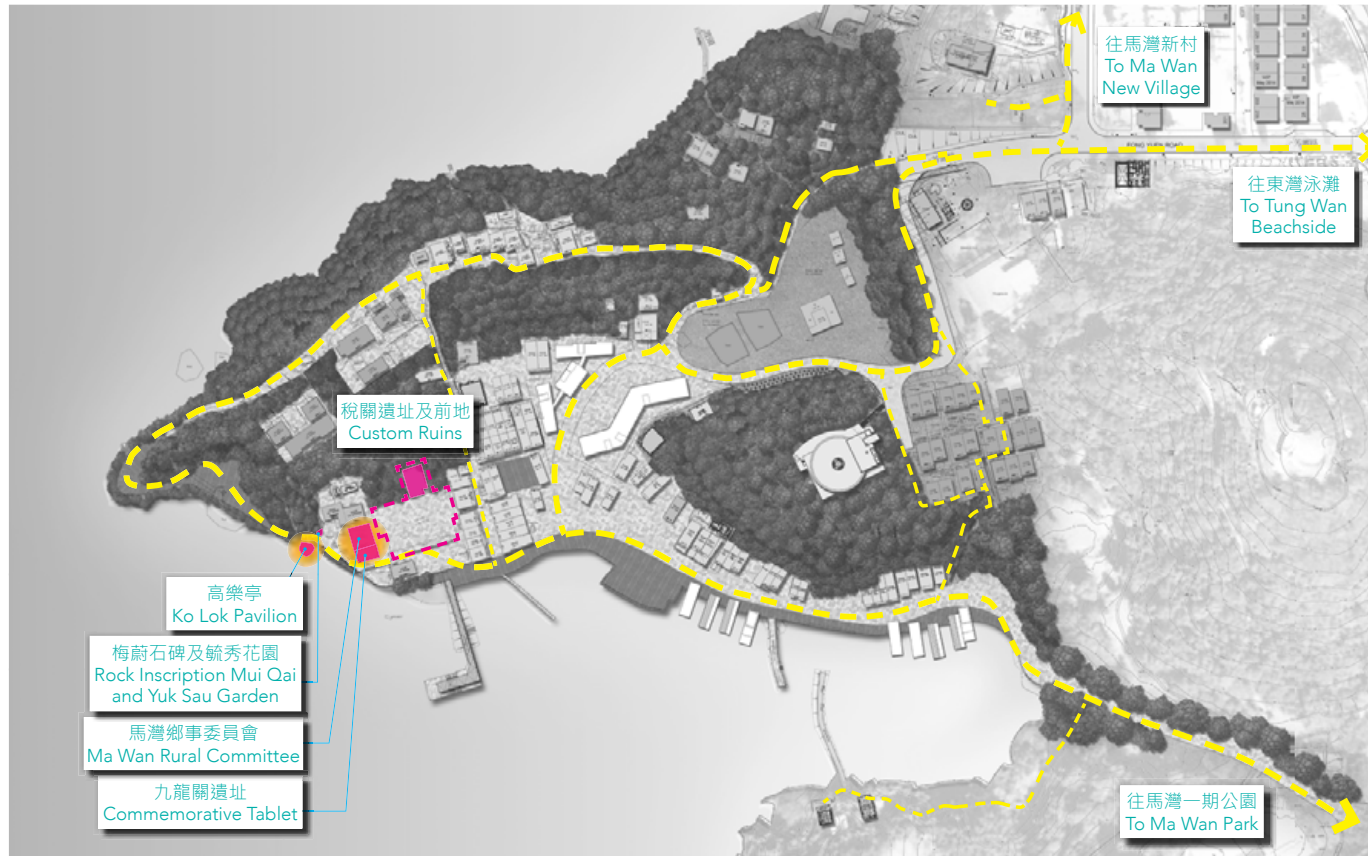 往馬灣新村
To Ma Wan
New Village
FONG YUEN ROAD
往東灣泳灘
To Tung Wan
Beachside
稅關遺址及前地
Custom Ruins
高樂亭
Ko Lok Pavilion
梅蔚石碑及毓秀花園
Rock Inscription Mui Qai
and Yuk Sau Garden
馬灣鄉事委員會
Ma Wan Rural Committee
九龍關遺址
Commemorative Tablet
往馬灣一期公園
To Ma Wan Park